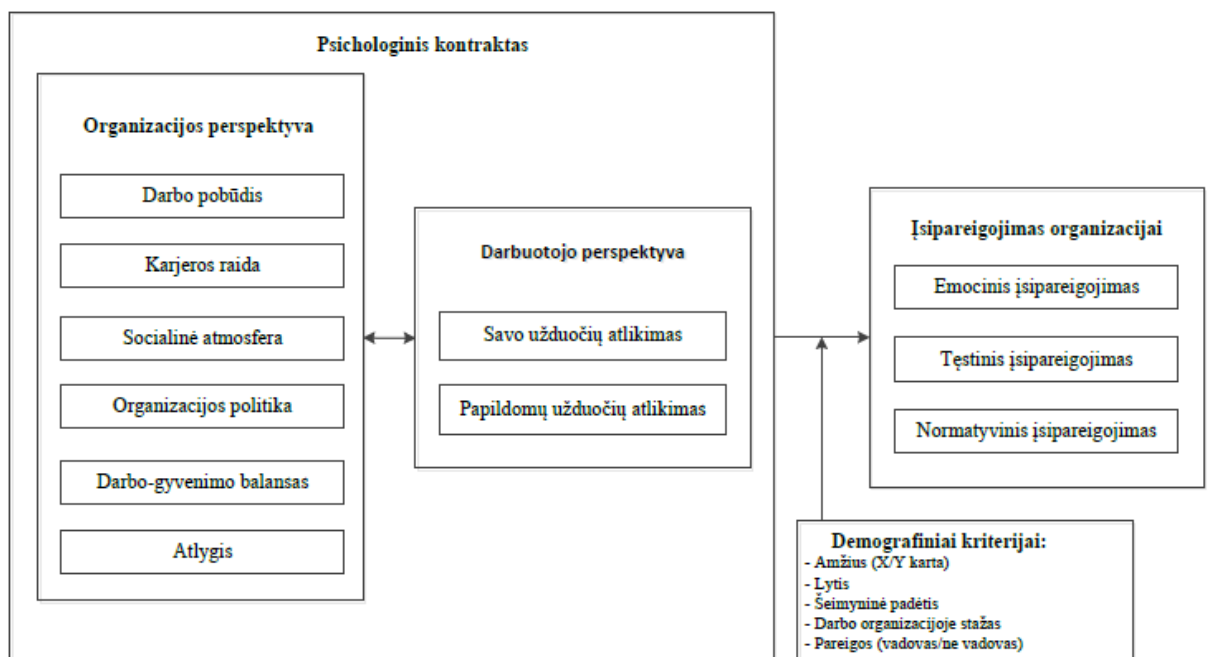 Psichologinis kontraktas
Organizacijos perspektyva
Darbo pobūdis
Karjeros raida
Socialinė atmosfera
Organizacijos politika
Darbo-gyvenimo balansas
Atlygis
Darbuotojo perspektyva
Savo užduočių atlikimas
Papildomų užduočių atlikimas
Įsipareigojimas organizacijai
Emocinis įsipareigojimas
Tęstinis įsipareigojimas
Normatyvinis įsipareigojimas
Demografiniai kriterijai:
- Amžius (X/Y karta)
- Lytis
- Šeimyninė padėtis
- Darbo organizacijoje stažas
- Pareigos (vadovas/ne vadovas)